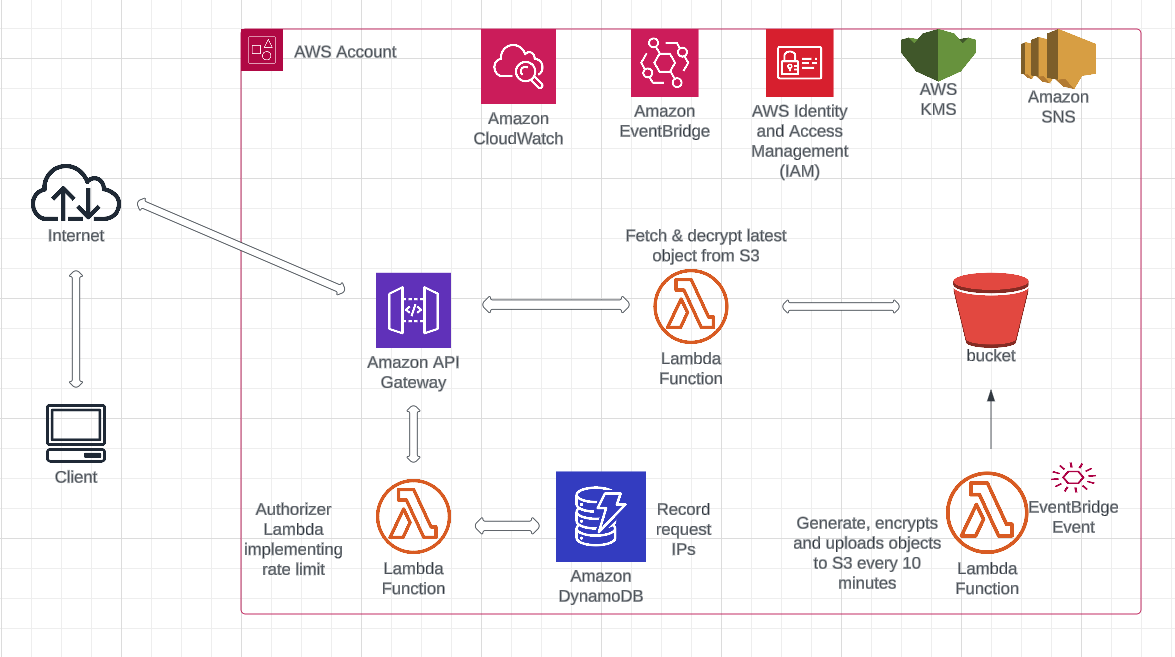 AWS Account
Amazon
CloudWatch
Amazon
EventBridge
AWS Identity
and Access
Management
(IAM)
AWS
KMS
Amazon
SNS
Internet
Fetch & decrypt latest
object from S3
Amazon API
Gateway
Lambda
Function
bucket
Client
Authorizer
Lambda
implementing
rate limit
Lambda
Function
Record
request
IPs
Amazon
DynamoDB
Generate, encrypts
and uploads objects
to S3 every 10
minutes
Lambda
Function
EventBridge
Event